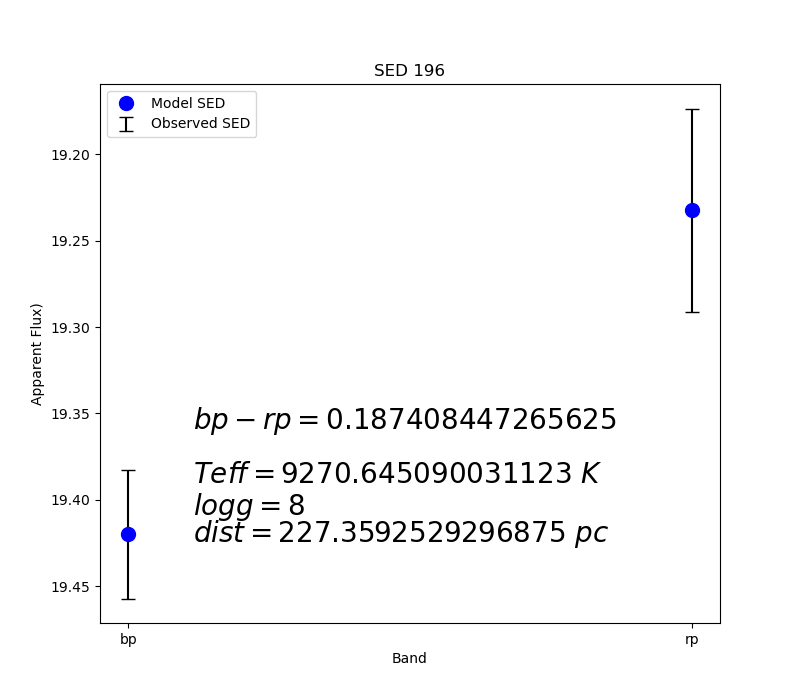 SED 196
Model SED
Observed SED
19.20
19.25
19.30
19.35
19.40
19.45
Apparent Flux)
bp − rp = 0.187408447265625
Teff = 9270.645090031123 K
logg = 8
dist = 227.3592529296875 pc
bp
rp
Band